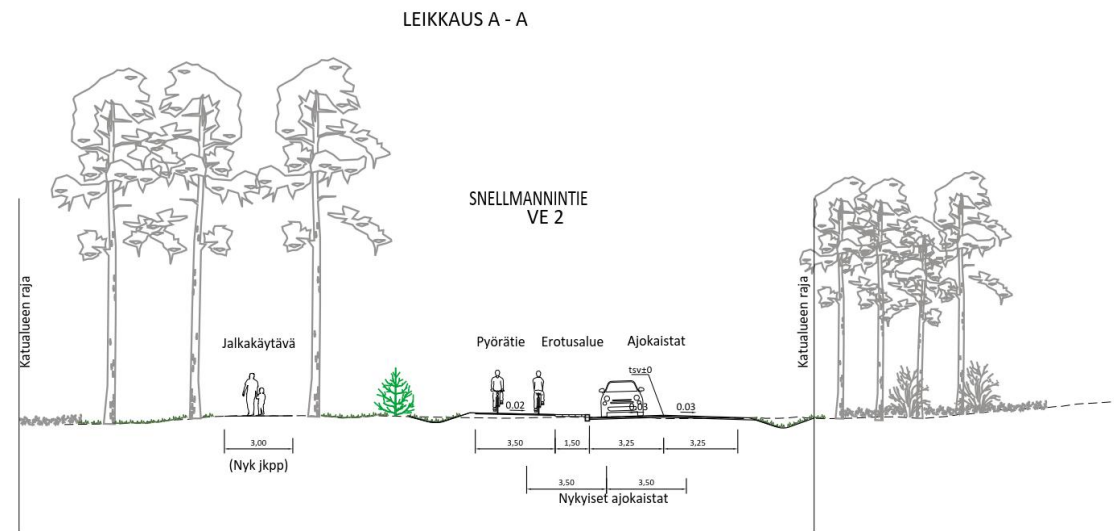 LEIKKAUS A - A
SNELLMANNINTIE
VE 2
Katualueen raja
Katualueen raja
Jalkakäytävä
Pyörätie
Erotusalue
Ajokaistat
tsv±0
0.02
0.03
0.03
3,00
3,50
1,50
3,25
3,25
(Nyk jkpp)
3,50
3,50
Nykyiset ajokaistat